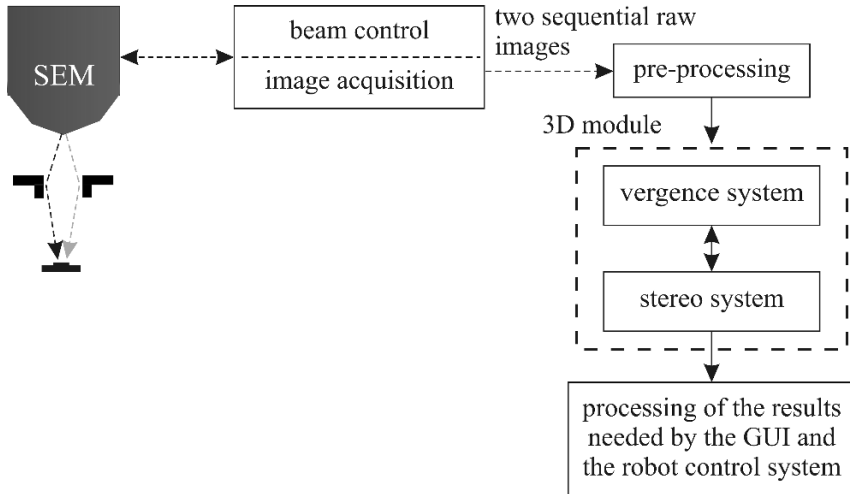 SEM
beam control
image acquisition
two sequential raw
images
pre-processing
3D module
vergence system
stereo system
processing of the results
needed by the GUI and
the robot control system